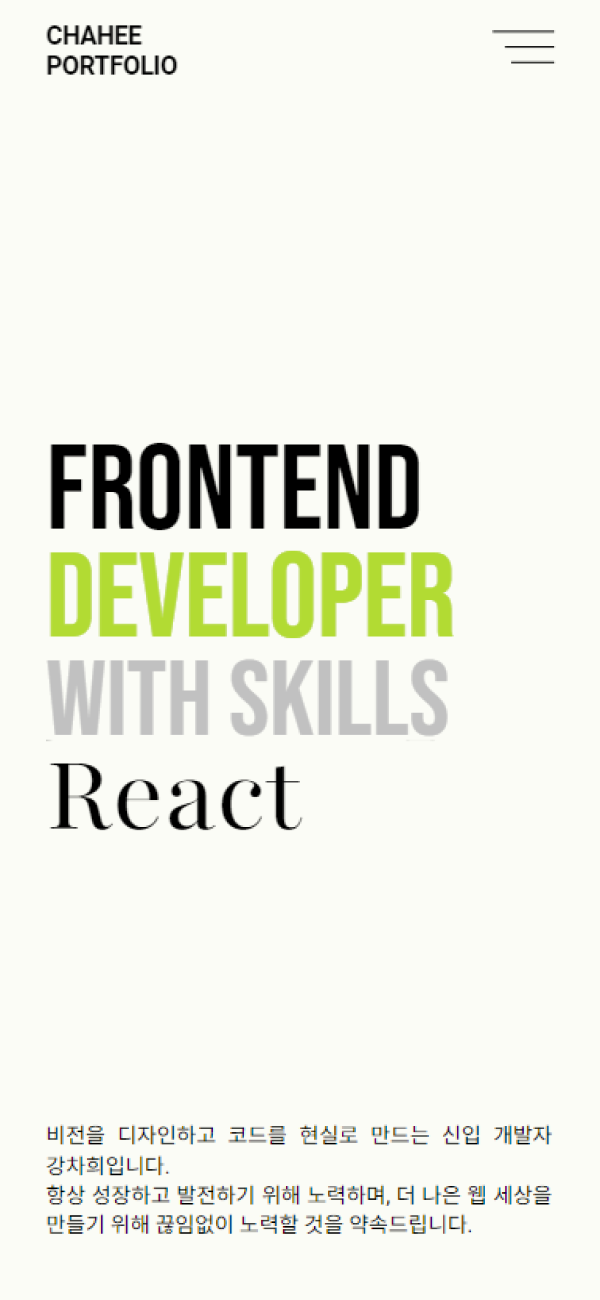 CHAHEE
PORTFOLIO
FRONTEND
DEVELOPER
WITH SKILLS
React
비전을 디자인하고 코드를 현실로 만드는 신입 개발자
강차희입니다.
항상 성장하고 발전하기 위해 노력하며, 더 나은 웹 세상을
만들기 위해 끊임없이 노력할 것을 약속드립니다.